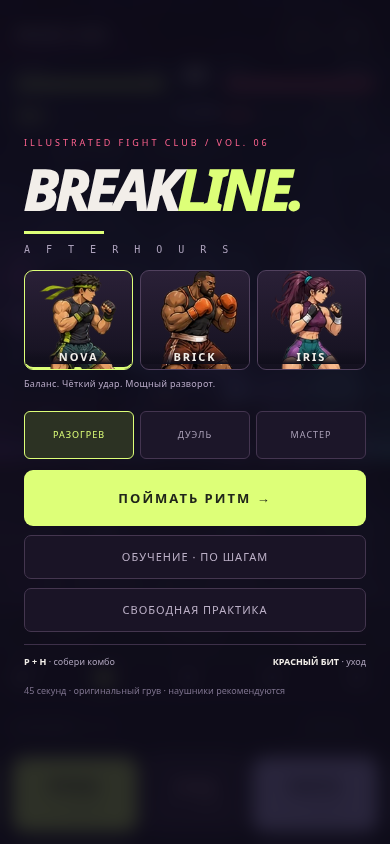 ILLUSTRATED FIGHT CLUB / VOL. 06
BREAKLINE.
AFTERHOURS
NOVA BRICK IRIS
Баланс. Чёткий удар. Мощный разворот.
РАЗОГРЕВ ДУЭЛЬ МАСТЕР
ПОЙМАТЬ РИТМ →
ОБУЧЕНИЕ · ПО ШАГАМ
СВОБОДНАЯ ПРАКТИКА
P + H · собери комбо КРАСНЫЙ БИТ · уход
45 секунд · оригинальный грув · наушники рекомендуются